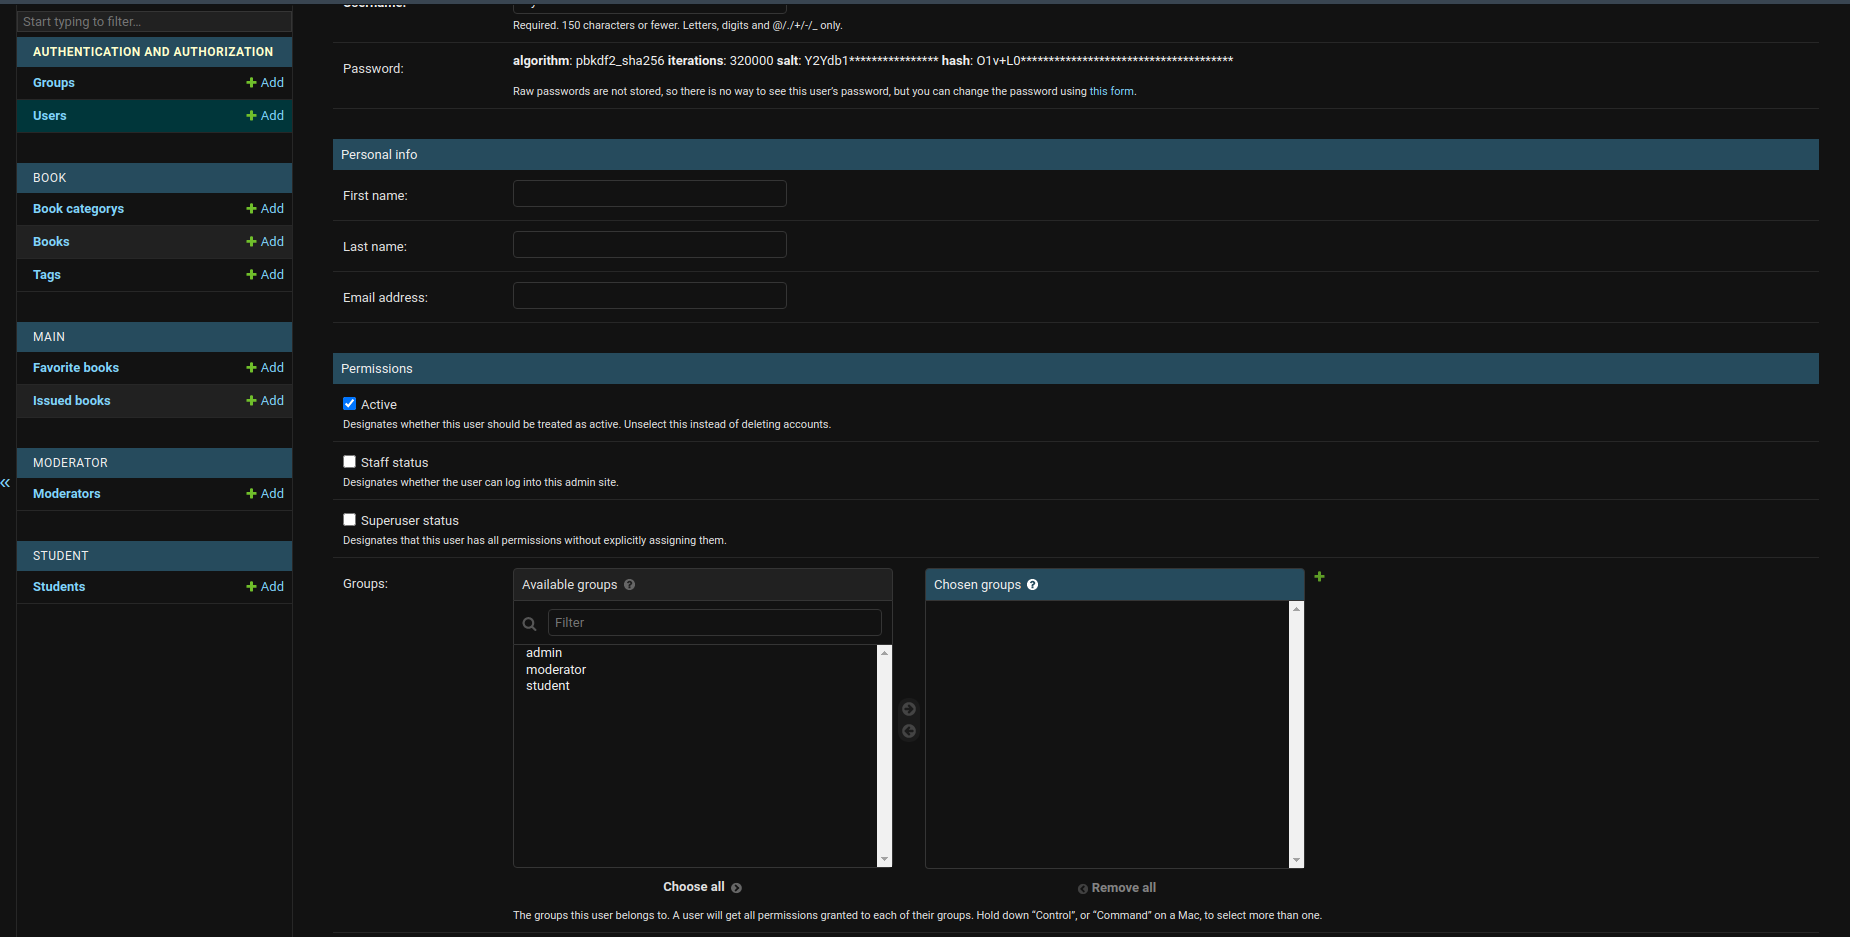 Start typing to filter...
AUTHENTICATION AND AUTHORIZATION
Groups + Add
Users + Add
BOOK
Book categorys + Add
Books + Add
Tags + Add
MAIN
Favorite books + Add
Issued books + Add
MODERATOR
Moderators + Add
STUDENT
Students + Add
«
Username:
Required. 150 characters or fewer. Letters, digits and @/./+/-/_ only.
Password:
algorithm: pbkdf2_sha256 iterations: 320000 salt: Y2Ydb1**************** hash: O1v+L0**************************************
Raw passwords are not stored, so there is no way to see this user's password, but you can change the password using this form.
Personal info
First name:
Last name:
Email address:
Permissions
Active
Designates whether this user should be treated as active. Unselect this instead of deleting accounts.
Staff status
Designates whether the user can log into this admin site.
Superuser status
Designates that this user has all permissions without explicitly assigning them.
Groups:
Available groups ?
Filter
admin
moderator
student
Choose all
Chosen groups ?
Remove all
The groups this user belongs to. A user will get all permissions granted to each of their groups. Hold down “Control”, or “Command” on a Mac, to select more than one.